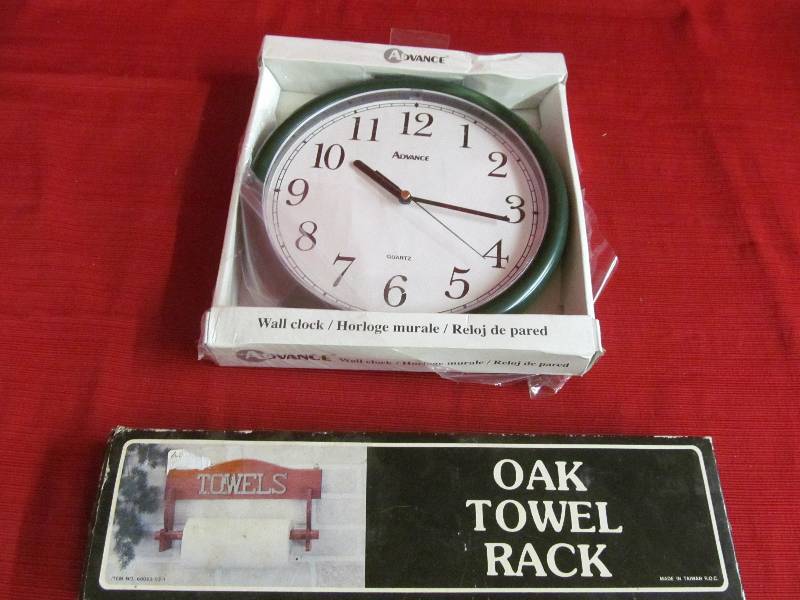 ADVANCE
12
11
1
10
ADVANCE
2
9
3
8
4
QUARTZ
7
5
6
Wall clock / Horloge murale / Reloj de pared
ADVANCE Wall clock / Horloge murale / Reloj de pared
TOWELS
OAK
TOWEL
RACK
MADE IN TAIWAN R.O.C.